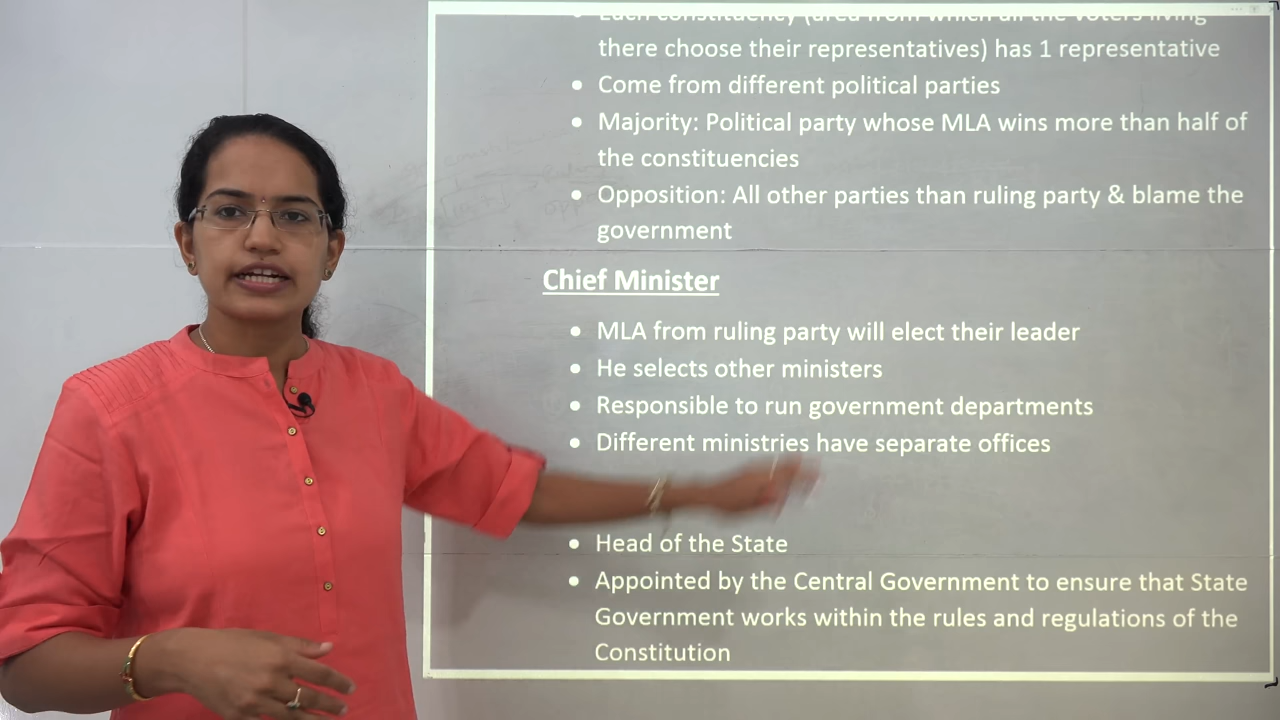 • Each constituency (area from which all the voters living
there choose their representatives) has 1 representative
• Come from different political parties
• Majority: Political party whose MLA wins more than half of
the constituencies
• Opposition: All other parties than ruling party & blame the
government
Chief Minister
• MLA from ruling party will elect their leader
• He selects other ministers
• Responsible to run government departments
• Different ministries have separate offices
• Head of the State
• Appointed by the Central Government to ensure that State
Government works within the rules and regulations of the
Constitution